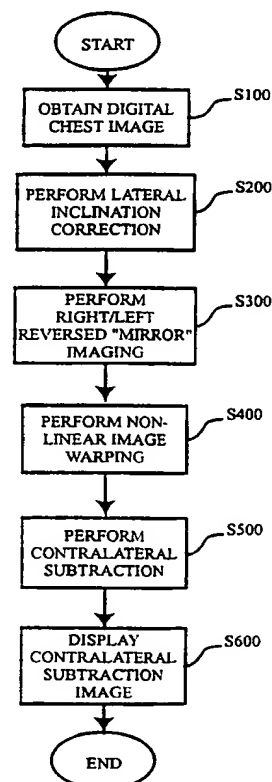 START
S100
OBTAIN DIGITAL
CHEST IMAGE
S200
PERFORM LATERAL
INCLINATION
CORRECTION
S300
PERFORM
RIGHT/LEFT
REVERSED "MIRROR"
IMAGING
S400
PERFORM NON-
LINEAR IMAGE
WARPING
S500
PERFORM
CONTRALATERAL
SUBTRACTION
S600
DISPLAY
CONTRALATERAL
SUBTRACTION
IMAGE
END